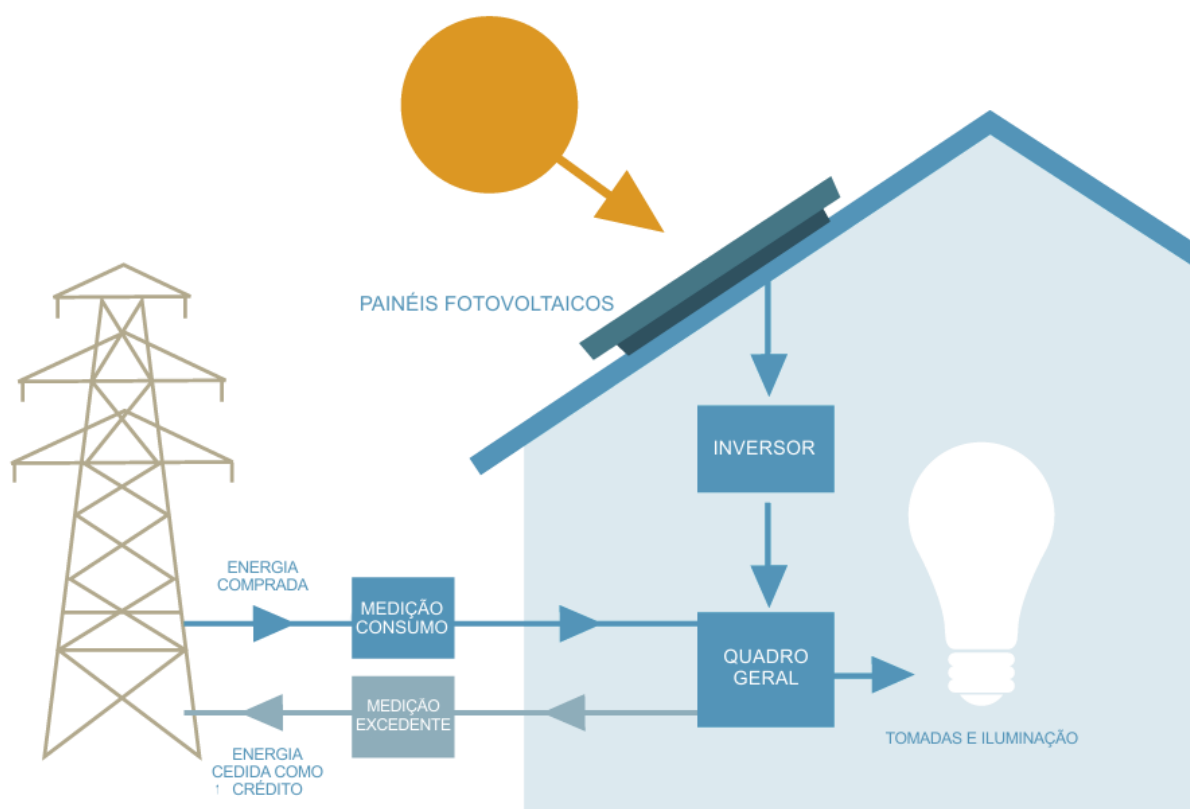 PAINÉIS FOTOVOLTAICOS
INVERSOR
ENERGIA
COMPRADA
MEDIÇÃO
CONSUMO
QUADRO
GERAL
MEDIÇÃO
EXCEDENTE
TOMADAS E ILUMINAÇÃO
ENERGIA
CEDIDA COMO
↑ CRÉDITO